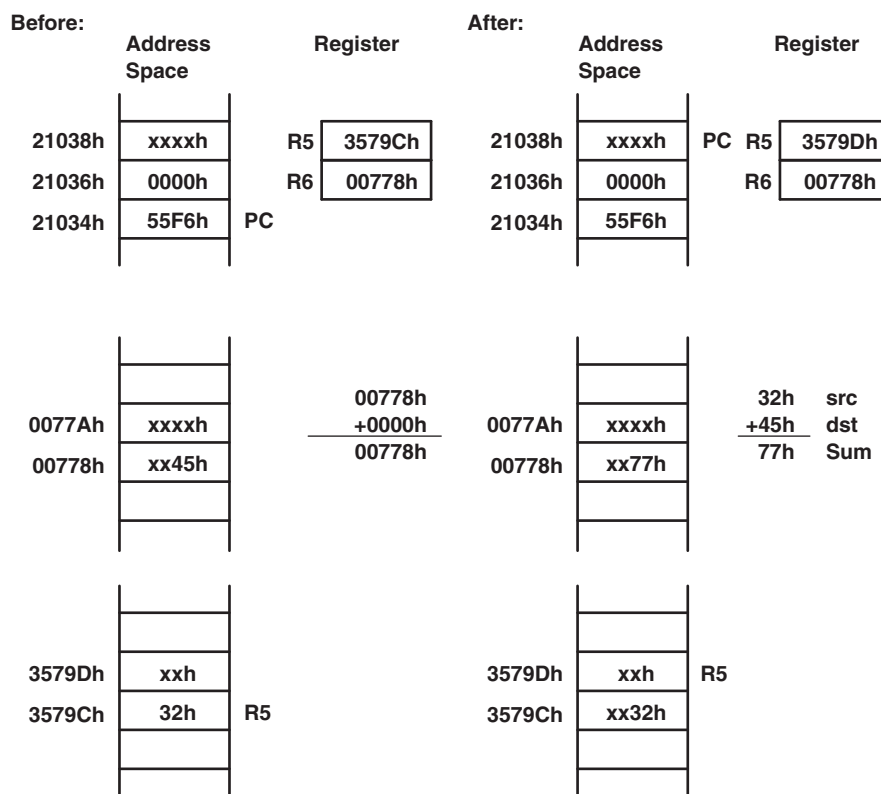 Before:
Address Space
Register
21038h xxxxh R5 3579Ch
21036h 0000h R6 00778h
21034h 55F6h PC
00778h
0077Ah xxxxh +0000h
00778h xx45h 00778h
3579Dh xxh
3579Ch 32h R5
After:
Address Space
Register
21038h xxxxh PC R5 3579Dh
21036h 0000h R6 00778h
21034h 55F6h
32h src
0077Ah xxxxh +45h dst
00778h xx77h 77h Sum
3579Dh xxh R5
3579Ch xx32h